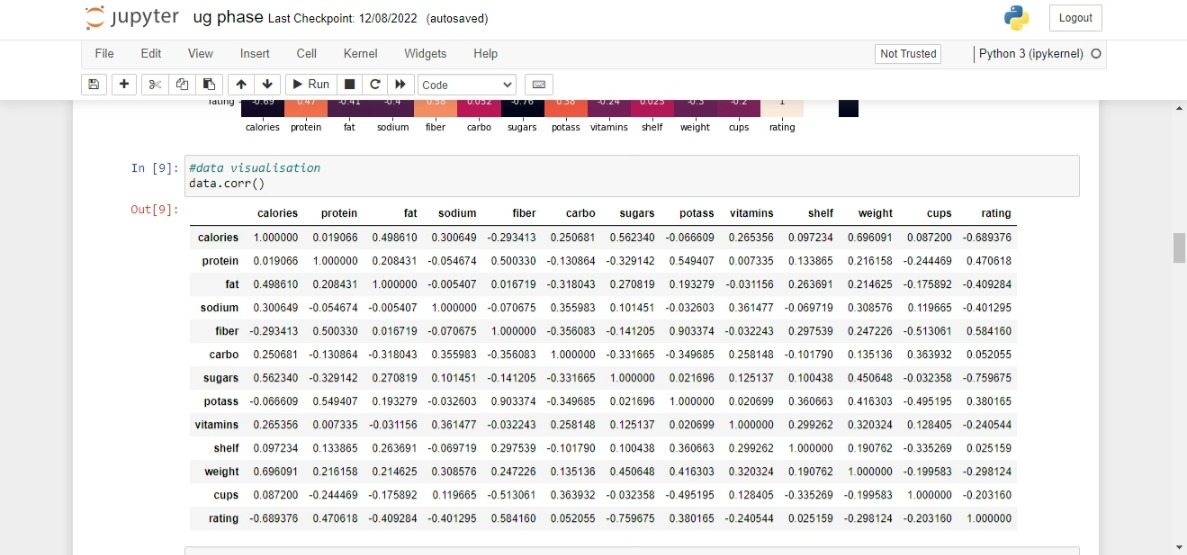 jupyter ug phase Last Checkpoint: 12/08/2022 (autosaved) Logout
File Edit View Insert Cell Kernel Widgets Help Not Trusted Python 3 (ipykernel)
Run Code
rating -0.69 0.47 -0.41 -0.4 0.58 0.052 -0.76 0.38 -0.24 0.025 -0.3 -0.2 1
calories protein fat sodium fiber carbo sugars potass vitamins shelf weight cups rating
In [9]: #data visualisation
data.corr()
Out[9]:
calories protein fat sodium fiber carbo sugars potass vitamins shelf weight cups rating
calories 1.000000 0.019066 0.498610 0.300649 -0.293413 0.250681 0.562340 -0.066609 0.265356 0.097234 0.696091 0.087200 -0.689376
protein 0.019066 1.000000 0.208431 -0.054674 0.500330 -0.130864 -0.329142 0.549407 0.007335 0.133865 0.216158 -0.244469 0.470618
fat 0.498610 0.208431 1.000000 -0.005407 0.016719 -0.318043 0.270819 0.193279 -0.031156 0.263691 0.214625 -0.175892 -0.409284
sodium 0.300649 -0.054674 -0.005407 1.000000 -0.070675 0.355983 0.101451 -0.032603 0.361477 -0.069719 0.308576 0.119665 -0.401295
fiber -0.293413 0.500330 0.016719 -0.070675 1.000000 -0.356083 -0.141205 0.903374 -0.032243 0.297539 0.247226 -0.513061 0.584160
carbo 0.250681 -0.130864 -0.318043 0.355983 -0.356083 1.000000 -0.331665 -0.349685 0.258148 -0.101790 0.135136 0.363932 0.052055
sugars 0.562340 -0.329142 0.270819 0.101451 -0.141205 -0.331665 1.000000 0.021696 0.125137 0.100438 0.450648 -0.032358 -0.759675
potass -0.066609 0.549407 0.193279 -0.032603 0.903374 -0.349685 0.021696 1.000000 0.020699 0.360663 0.416303 -0.495195 0.380165
vitamins 0.265356 0.007335 -0.031156 0.361477 -0.032243 0.258148 0.125137 0.020699 1.000000 0.299262 0.320324 0.128405 -0.240544
shelf 0.097234 0.133865 0.263691 -0.069719 0.297539 -0.101790 0.100438 0.360663 0.299262 1.000000 0.190762 -0.335269 0.025159
weight 0.696091 0.216158 0.214625 0.308576 0.247226 0.135136 0.450648 0.416303 0.320324 0.190762 1.000000 -0.199583 -0.298124
cups 0.087200 -0.244469 -0.175892 0.119665 -0.513061 0.363932 -0.032358 -0.495195 0.128405 -0.335269 -0.199583 1.000000 -0.203160
rating -0.689376 0.470618 -0.409284 -0.401295 0.584160 0.052055 -0.759675 0.380165 -0.240544 0.025159 -0.298124 -0.203160 1.000000